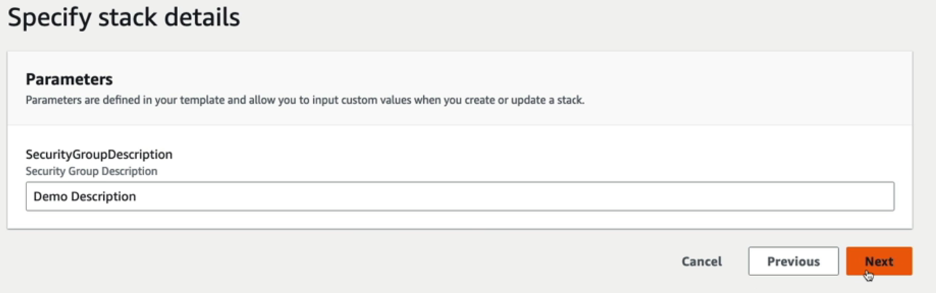 Specify stack details
Parameters
Parameters are defined in your template and allow you to input custom values when you create or update a stack.
SecurityGroupDescription
Security Group Description
Demo Description
Cancel
Previous
Next